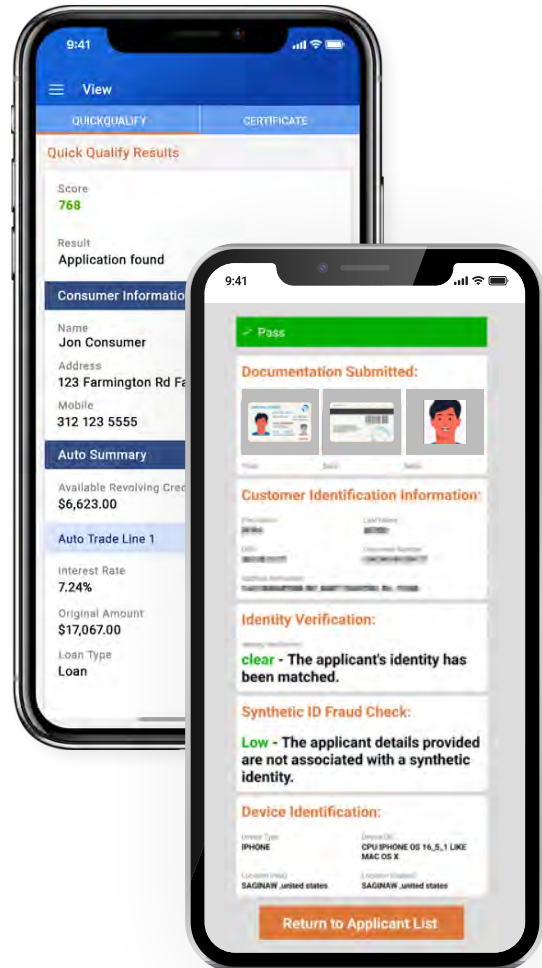 9:41
View
QUICKQUALIFY
CERTIFICATE
Quick Qualify Results
Score
768
Result
Application found
Consumer Informatio
Name
Jon Consumer
Address
123 Farmington Rd Fa
Mobile
312 123 5555
Auto Summary
Available Revolving Cred
$6,623.00
Auto Trade Line 1
Interest Rate
7.24%
Original Amount
$17,067.00
Loan Type
Loan
9:41
Pass
Documentation Submitted:
Customer Identification Information:
Identity Verification:
clear - The applicant's identity has
been matched.
Synthetic ID Fraud Check:
Low - The applicant details provided
are not associated with a synthetic
identity.
Device Identification:
Device Type
IPHONE
Device OS
CPU IPHONE OS 16_5_1 LIKE
MAC OS X
SAGINAW ,united states
SAGINAW ,united states
Return to Applicant List